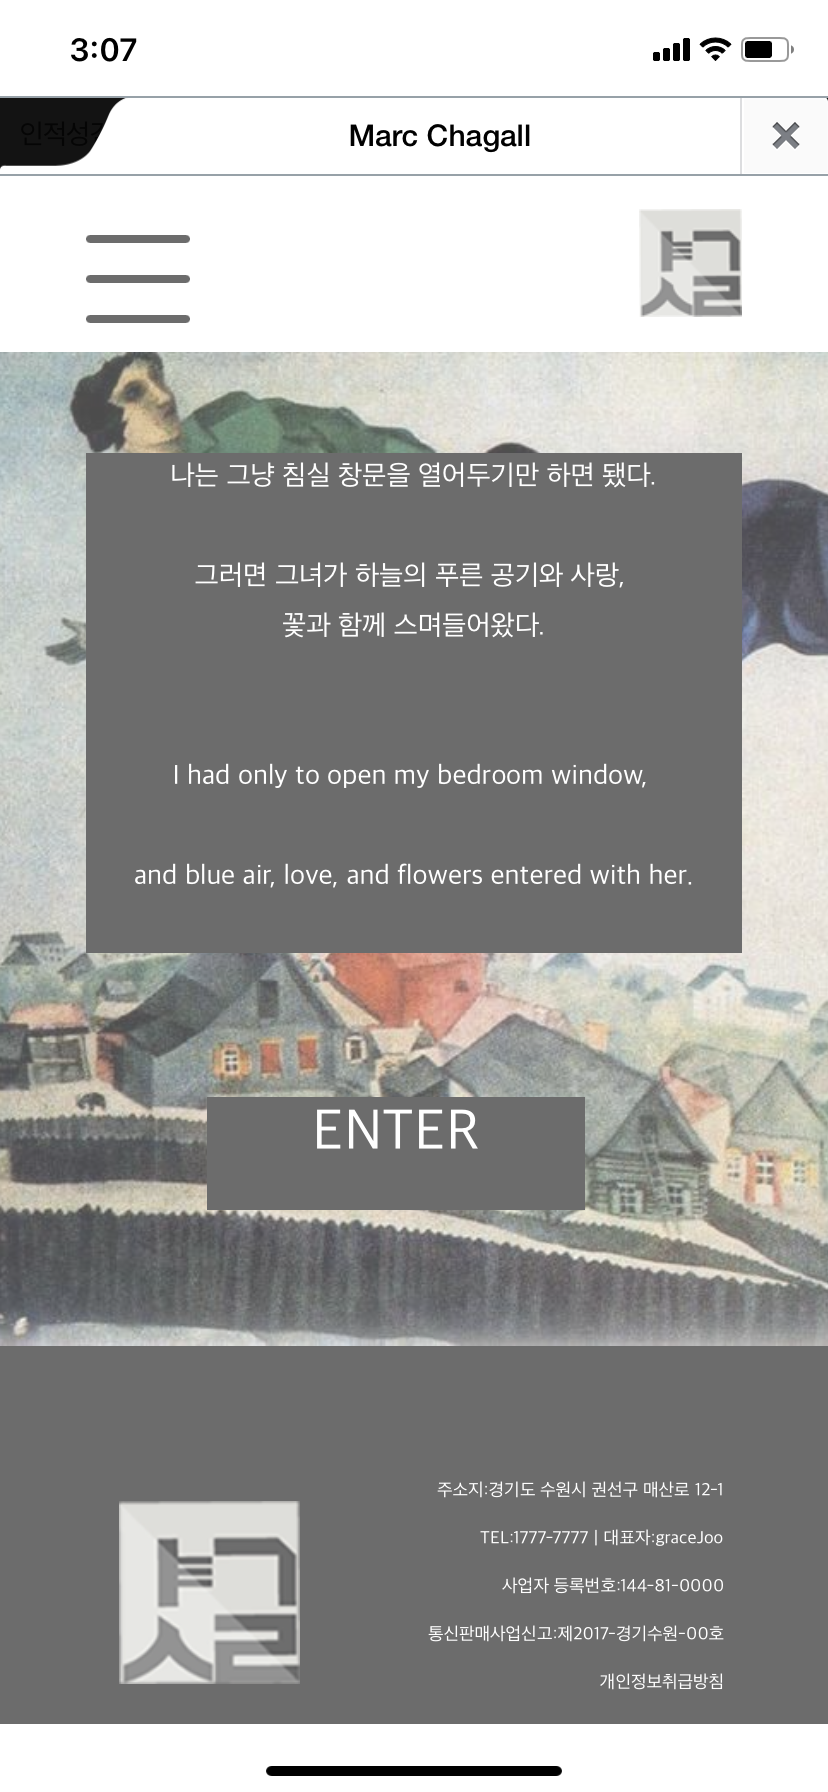 3:07
인적성
Marc Chagall
나는 그냥 침실 창문을 열어두기만 하면 됐다.
그러면 그녀가 하늘의 푸른 공기와 사랑,
꽃과 함께 스며들어왔다.
I had only to open my bedroom window,
and blue air, love, and flowers entered with her.
ENTER
주소지:경기도 수원시 권선구 매산로 12-1
TEL:1777-7777 | 대표자:graceJoo
사업자 등록번호:144-81-0000
통신판매사업신고:제2017-경기수원-00호
개인정보취급방침